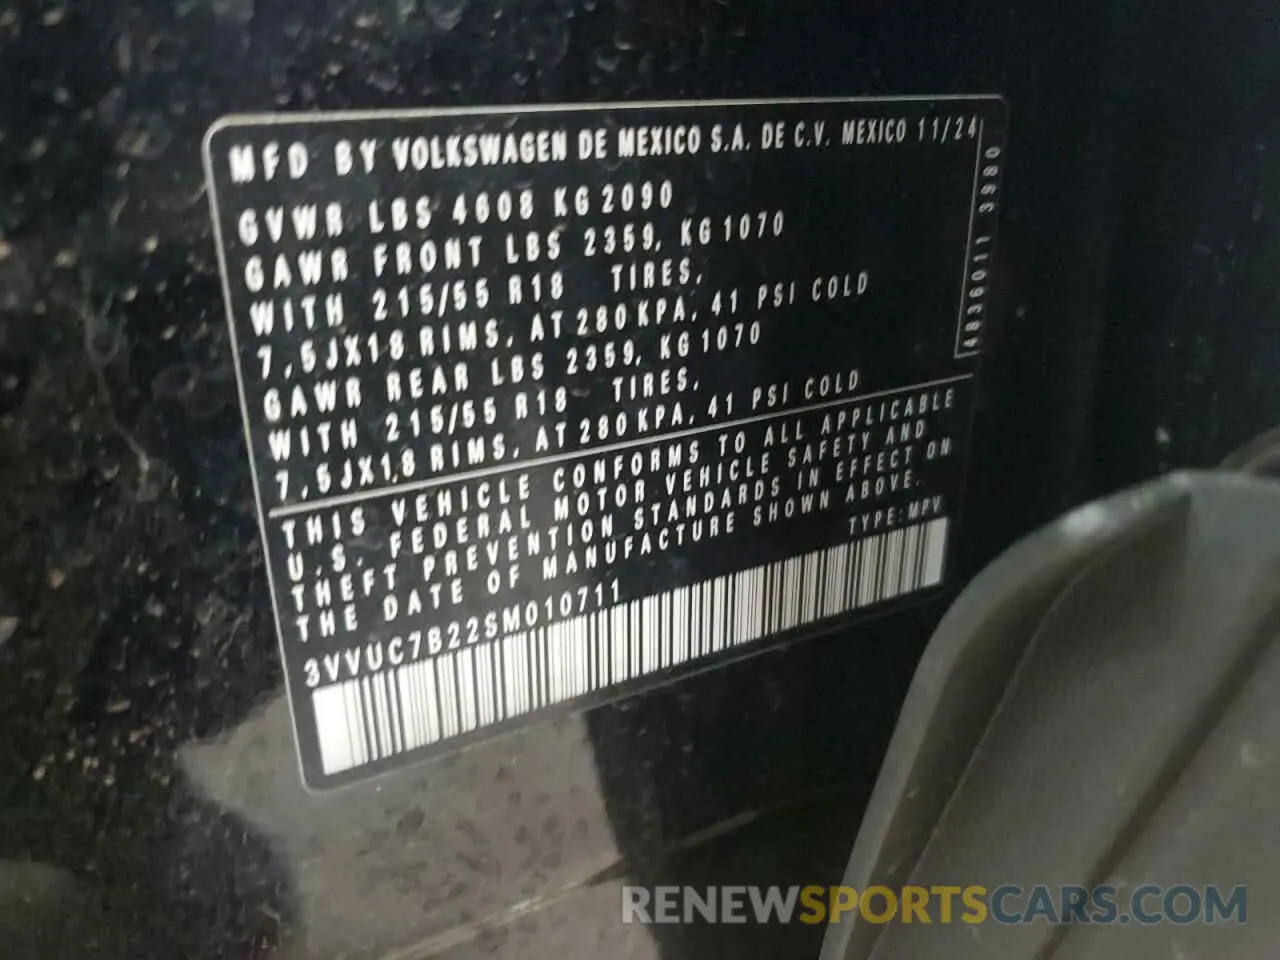 MFD BY VOLKSWAGEN DE MEXICO S.A. DE C.V. MEXICO 11/24
GVWR LBS 4608 KG 2090
GAWR FRONT LBS 2359, KG 1070
WITH 215/55 R18 TIRES,
7,5JX18 RIMS, AT 280 KPA, 41 PSI COLD
GAWR REAR LBS 2359, KG 1070
WITH 215/55 R18 TIRES,
7,5JX18 RIMS, AT 280 KPA, 41 PSI COLD
4836011 3980
THIS VEHICLE CONFORMS TO ALL APPLICABLE
U.S. FEDERAL MOTOR VEHICLE SAFETY AND
THEFT PREVENTION STANDARDS IN EFFECT ON
THE DATE OF MANUFACTURE SHOWN ABOVE.
TYPE: MPV
3VVUC7B22SM010711
RENEWSPORTSCARS.COM